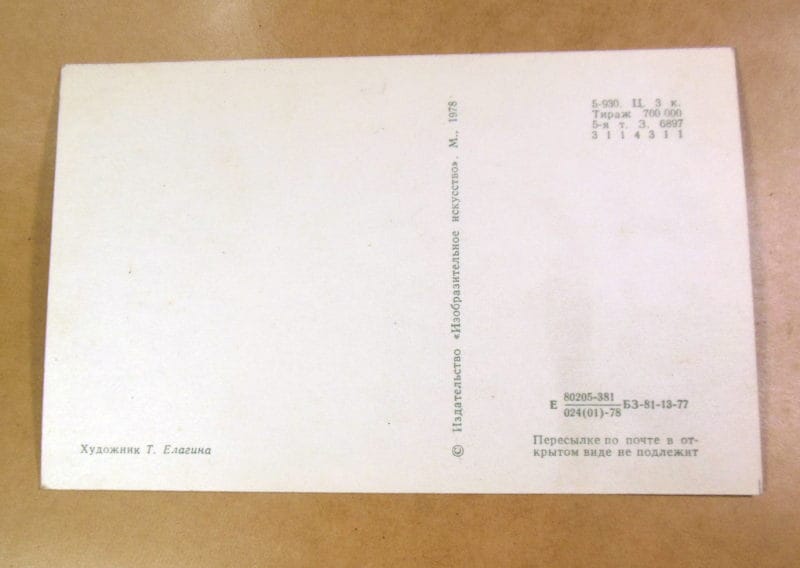 5-930. Ц. 3 к.
Тираж 700 000
5-я т. З. 6897
3 1 1 4 3 1 1
© Издательство «Изобразительное искусство». М., 1978
Е 80205-381 БЗ-81-13-77
024(01)-78
Пересылке по почте в от-
крытом виде не подлежит
Художник Т. Елагина